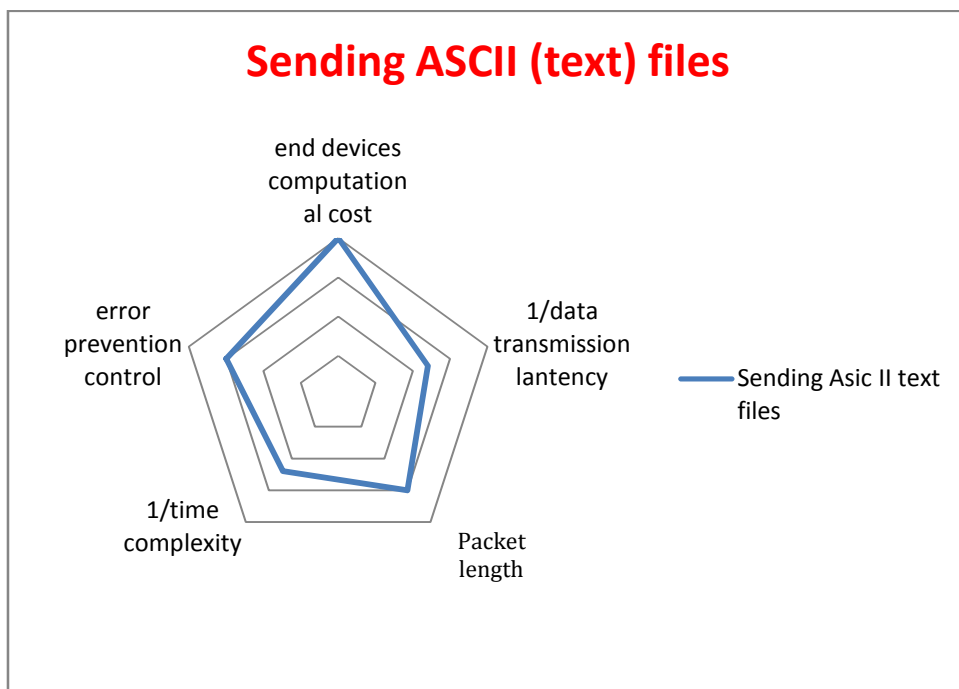 Sending ASCII (text) files
end devices
computation
al cost
error
prevention
control
1/data
transmission
lantency
Sending Asic II text
files
1/time
complexity
Packet
length